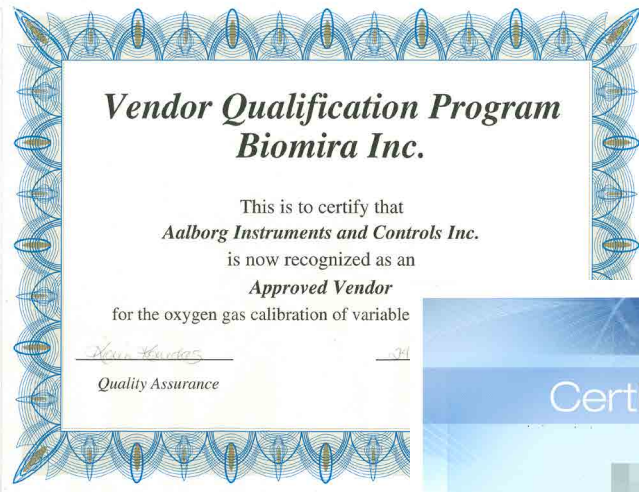 Vendor Qualification Program
Biomira Inc.
This is to certify that
Aalborg Instruments and Controls Inc.
is now recognized as an
Approved Vendor
for the oxygen gas calibration of variable
Quality Assurance
Cert